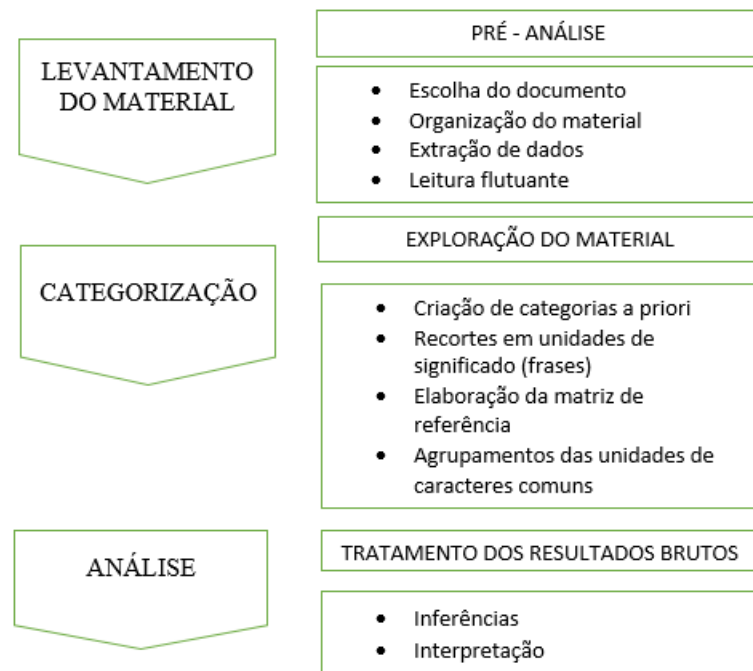 LEVANTAMENTO
DO MATERIAL
PRÉ - ANÁLISE
• Escolha do documento
• Organização do material
• Extração de dados
• Leitura flutuante
CATEGORIZAÇÃO
EXPLORAÇÃO DO MATERIAL
• Criação de categorias a priori
• Recortes em unidades de
significado (frases)
• Elaboração da matriz de
referência
• Agrupamentos das unidades de
caracteres comuns
ANÁLISE
TRATAMENTO DOS RESULTADOS BRUTOS
• Inferências
• Interpretação